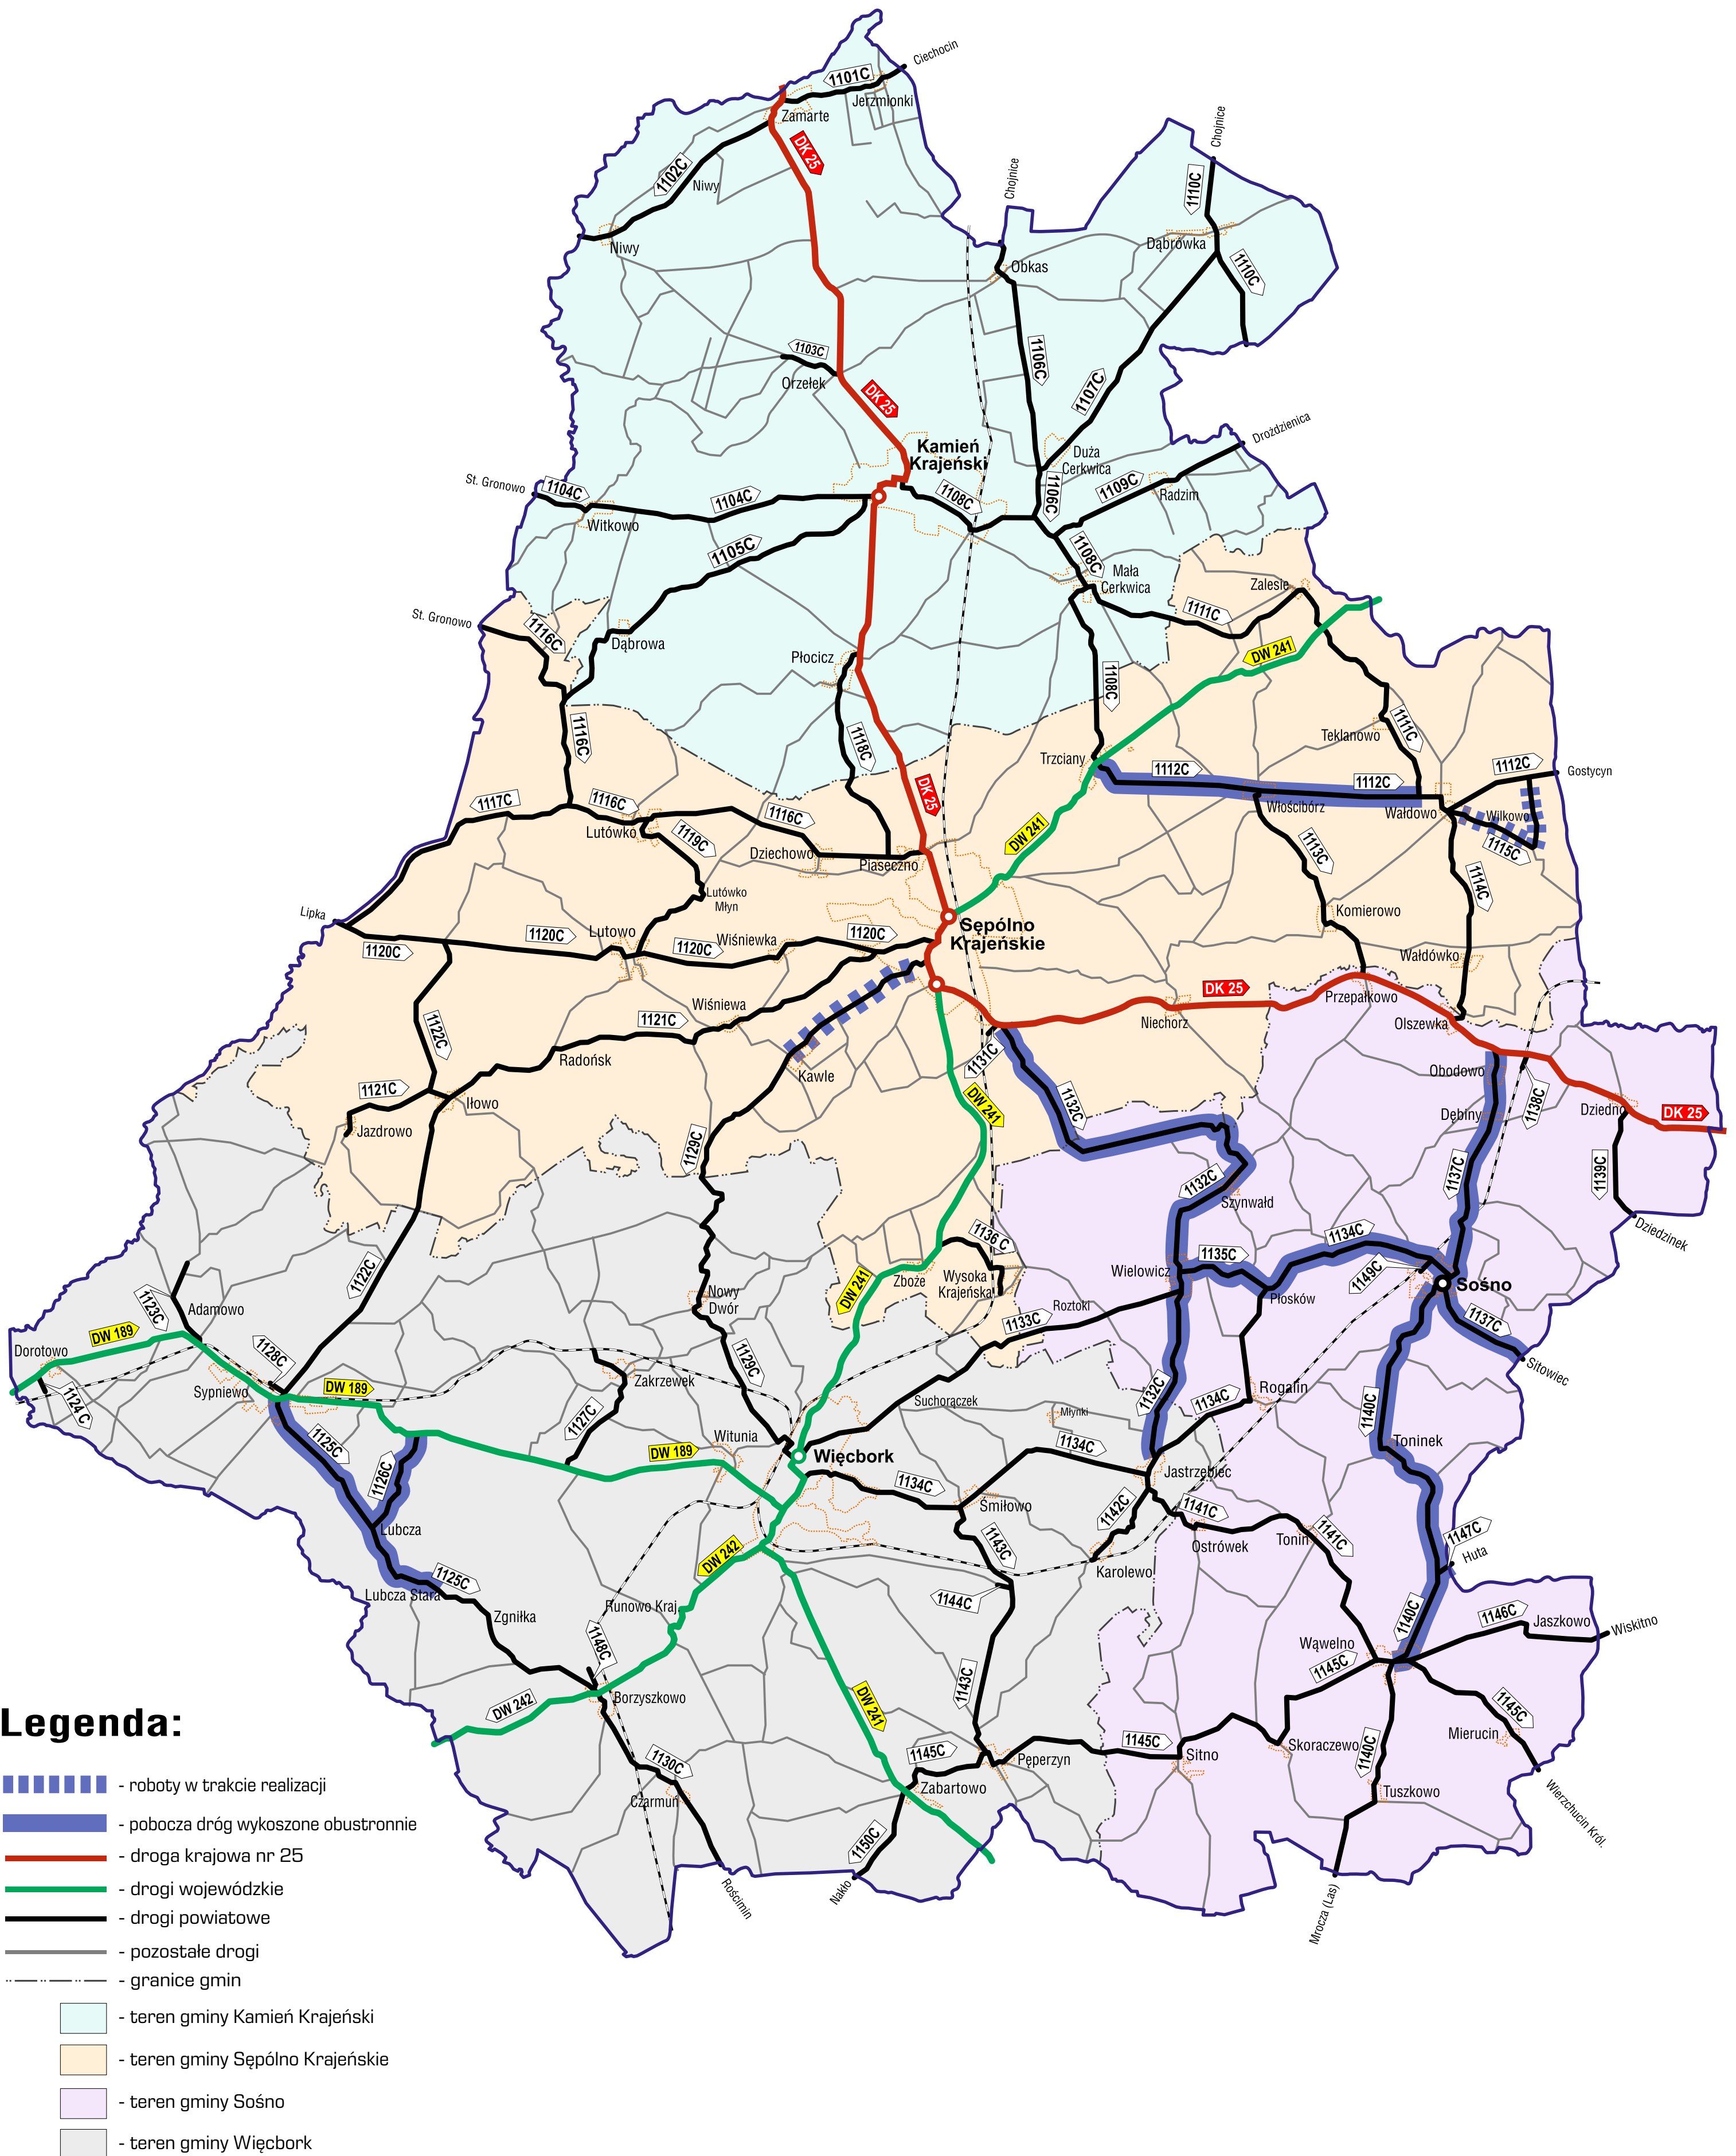 Ciechocin
1101C
Jerzmionki
Zamarte
DK 25
1102C
Niwy
Niwy
Chojnice
Chojnice
1110C
Dąbrówka
1110C
Obkas
1103C
Orzełek
1106C
1107C
DK 25
Kamień
Krajeński
Duża
Cerkwica
Drożdzienica
St. Gronowo
1104C
1104C
1108C
1106C
1109C
Radzim
Witkowo
1105C
1108C
Mała
Cerkwica
Zalesie
St. Gronowo
1116C
Dąbrowa
1111C
DW 241
Płocicz
1108C
1116C
1118C
Teklanowo
1111C
Trzciany
1112C
1112C
1112C
Gostycyn
DK 25
1117C
1116C
1116C
Włościbórz
Wałdowo
Wilkowo
Lutówko
1119C
DW 241
1113C
1115C
Dziechowo
Piaseczno
1114C
Lutówko
Młyn
Komierowo
Lipka
Sępólno
Krajeńskie
1120C
1120C
Lutowo
1120C
Wiśniewka
1120C
Wałdówko
DK 25
Przepałkowo
Wiśniewa
Niechorz
Olszewka
1121C
1122C
Radońsk
1131C
Kawle
Obodowo
1121C
Iłowo
DW 241
1132C
Dębiny
1138C
Dziedno
DK 25
Jazdrowo
1129C
1137C
1139C
1132C
Szynwałd
Dziedzinek
1136 C
1134C
1135C
1122C
Zboże
Wysoka
Krajeńska
Wielowicz
1149C
Sośno
DW 241
Nowy
Dwór
Roztoki
Płosków
1123C
Adamowo
1133C
1137C
DW 189
Dorotowo
1128C
1129C
Sitowiec
Zakrzewek
Sypniewo
DW 189
1124 C
1127C
Suchorączek
Młynki
1132C
1134C
Rogalin
1140C
1125C
Witunia
DW 189
Więcbork
1134C
Toninek
1126C
1134C
Jastrzębiec
Śmiłowo
1142C
1141C
Lubcza
Ostrówek
Tonin
1141C
1147C
Huta
DW 242
1143C
Karolewo
1125C
Lubcza Stara
1144C
Zgniłka
Runowo Kraj.
1140C
1146C
Jaszkowo
Wiskitno
1148C
Wąwelno
1145C
1143C
DW 242
Borzyszkowo
DW 241
1145C
Mierucin
1145C
Pęperzyn
1145C
Sitno
Skoraczewo
1140C
1130C
Czarmuń
Zabartowo
Tuszkowo
Wierzchucin Król.
1150C
Nakło
Rościmin
Mrocza (Las)
Legenda:
- roboty w trakcie realizacji
- pobocza dróg wykoszone obustronnie
- droga krajowa nr 25
- drogi wojewódzkie
- drogi powiatowe
- pozostałe drogi
- granice gmin
- teren gminy Kamień Krajeński
- teren gminy Sępólno Krajeńskie
- teren gminy Sośno
- teren gminy Więcbork